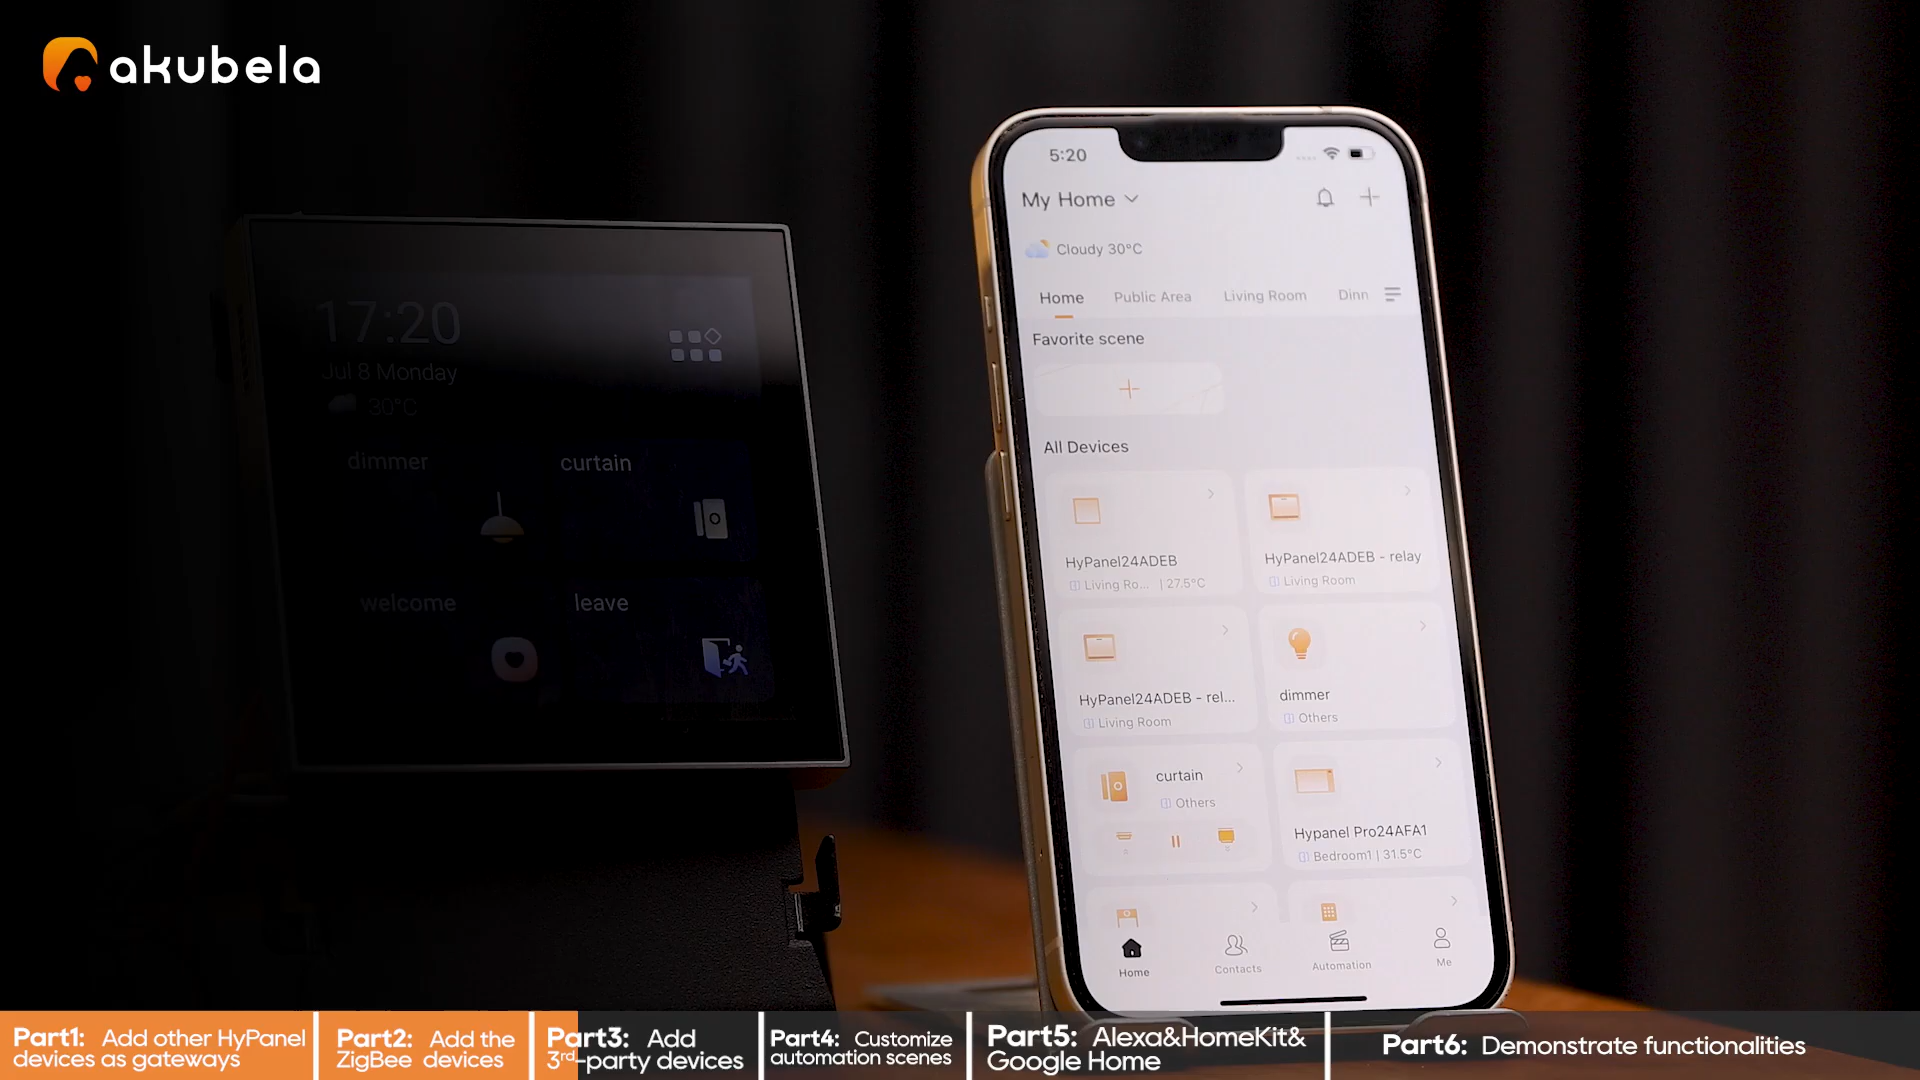 akubela
17:20
Jul 8 Monday
30°C
dimmer
curtain
welcome
leave
5:20
My Home
Cloudy 30°C
Home
Public Area
Living Room
Dinn
Favorite scene
All Devices
HyPanel24ADEB
Living Ro... | 27.5°C
HyPanel24ADEB - relay
Living Room
HyPanel24ADEB - rel...
Living Room
dimmer
Others
curtain
Others
Hypanel Pro24AFA1
Bedroom1 | 31.5°C
Home
Contacts
Automation
Me
Part1: Add other HyPanel
devices as gateways
Part2: Add the
ZigBee devices
Part3: Add
3rd-party devices
Part4: Customize
automation scenes
Part5: Alexa&HomeKit&
Google Home
Part6: Demonstrate functionalities